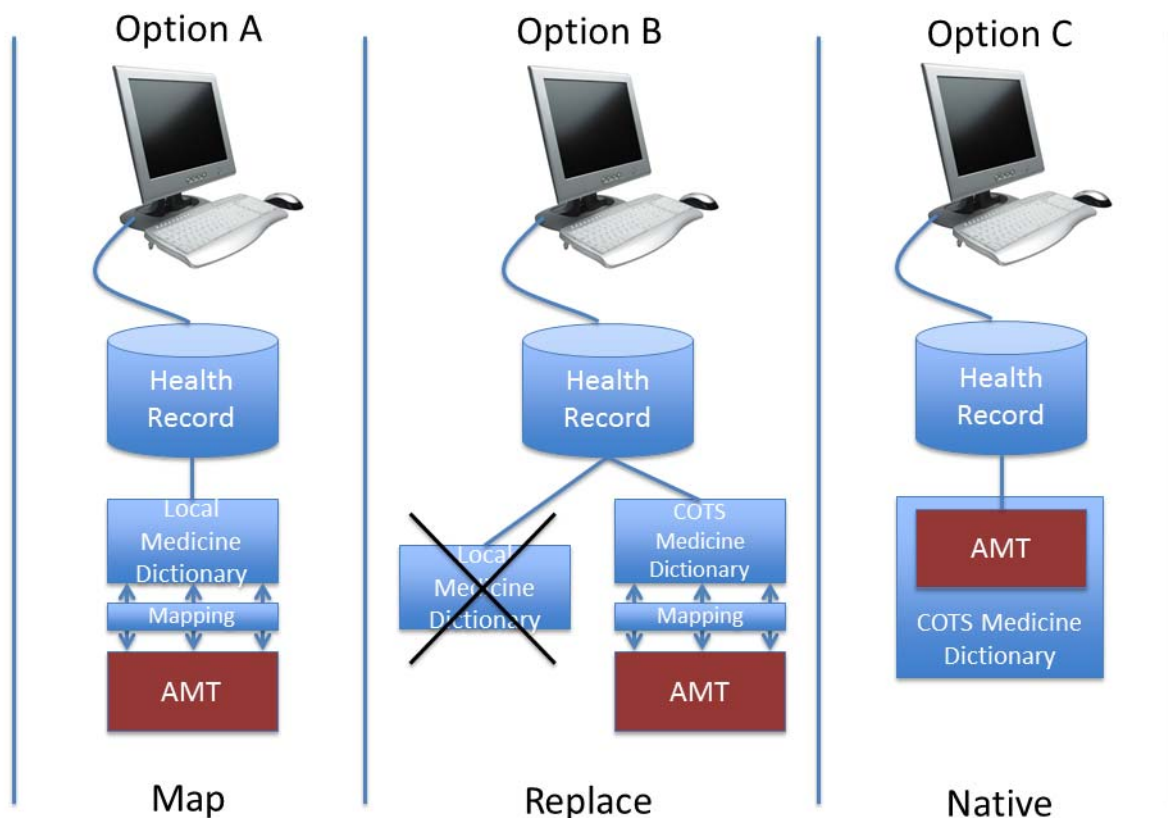 Option A
Health
Record
Local
Medicine
Dictionary
Mapping
AMT
Map
Option B
Health
Record
Local
Medicine
Dictionary
COTS
Medicine
Dictionary
Mapping
AMT
Replace
Option C
Health
Record
AMT
COTS Medicine
Dictionary
Native